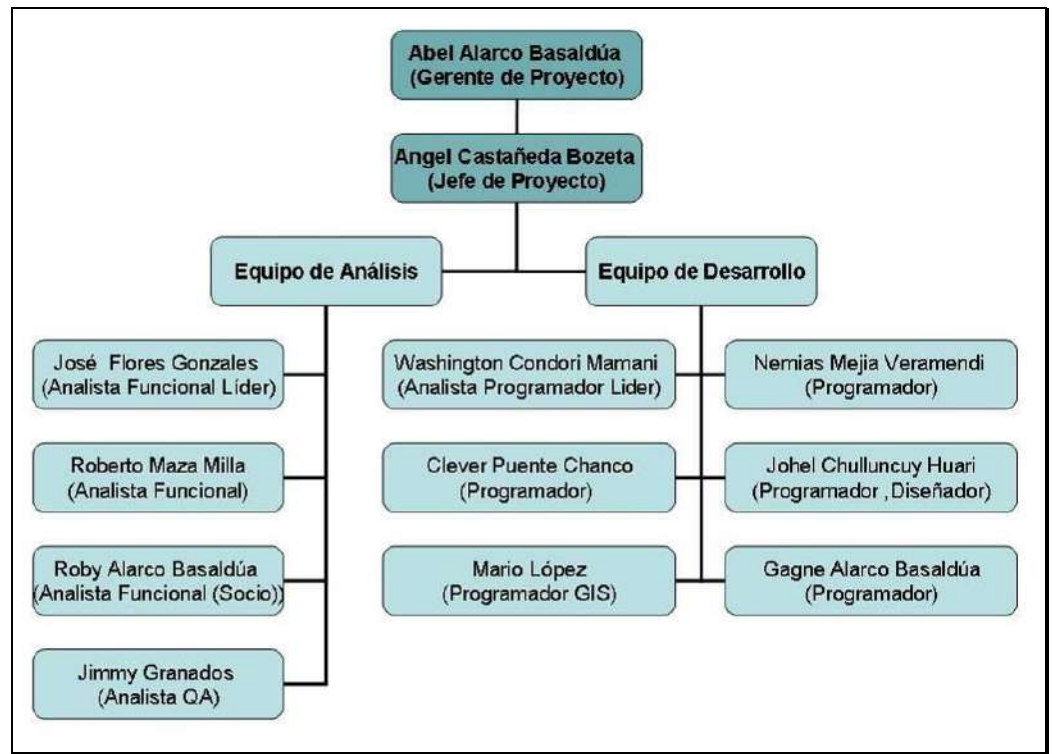 Abel Alarco Basaldúa
(Gerente de Proyecto)
Angel Castañeda Bozeta
(Jefe de Proyecto)
Equipo de Análisis
Equipo de Desarrollo
José Flores Gonzales
(Analista Funcional Líder)
Roberto Maza Milla
(Analista Funcional)
Roby Alarco Basaldúa
(Analista Funcional (Socio))
Jimmy Granados
(Analista QA)
Washington Condori Mamani
(Analista Programador Lider)
Clever Puente Chanco
(Programador)
Mario López
(Programador GIS)
Nemias Mejia Veramendi
(Programador)
Johel Chulluncuy Huari
(Programador ,Diseñador)
Gagne Alarco Basaldúa
(Programador)